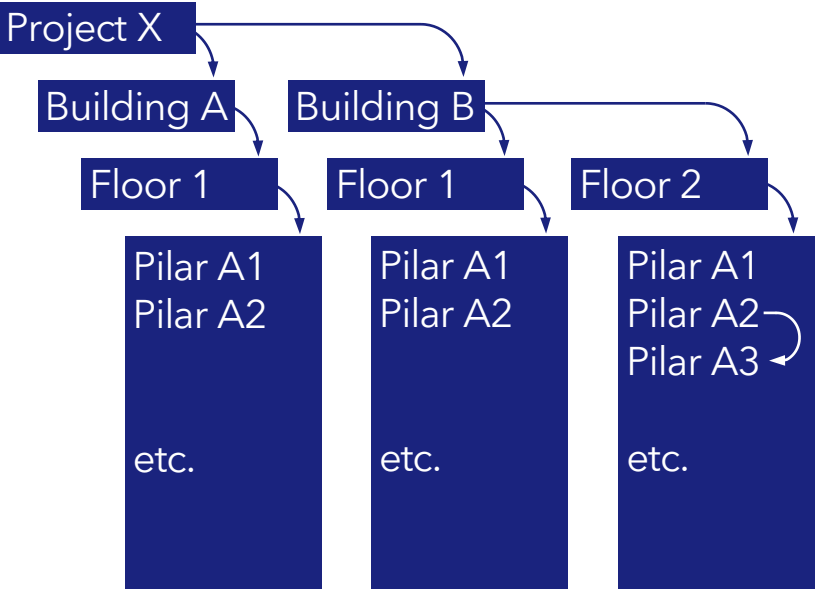 Project X
Building A
Building B
Floor 1
Floor 1
Floor 2
Pilar A1
Pilar A2
etc.
Pilar A1
Pilar A2
etc.
Pilar A1
Pilar A2
Pilar A3
etc.